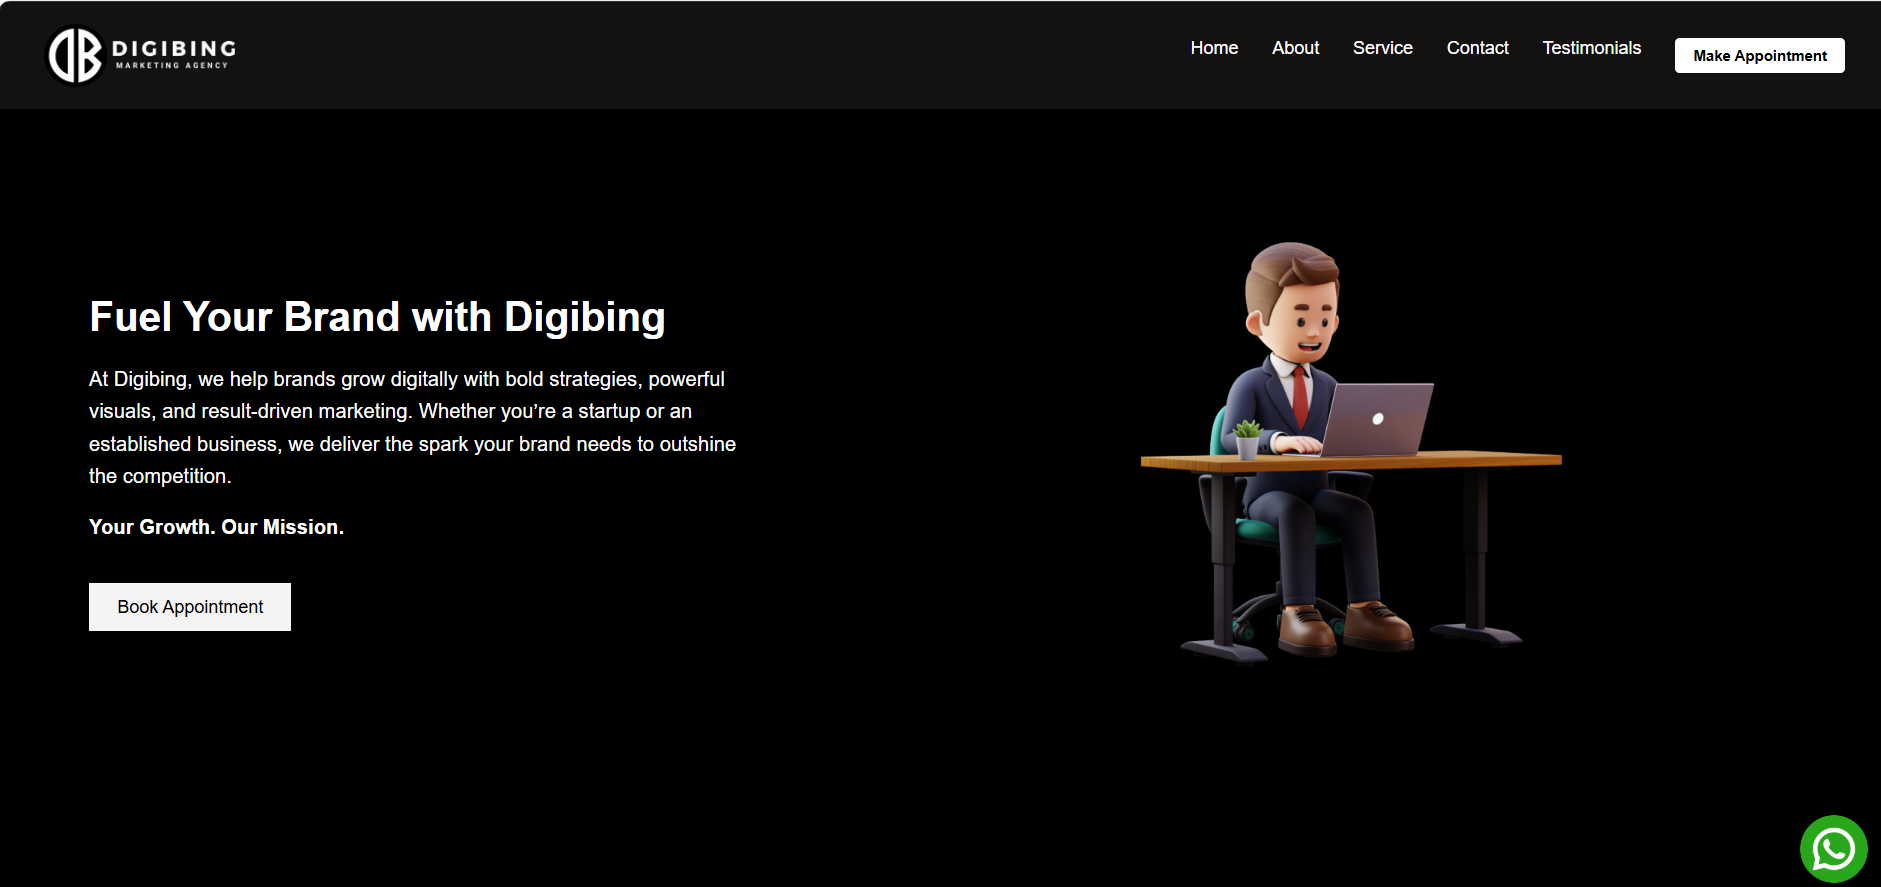 DIGIBING
MARKETING AGENCY
Home About Service Contact Testimonials Make Appointment
Fuel Your Brand with Digibing
At Digibing, we help brands grow digitally with bold strategies, powerful
visuals, and result-driven marketing. Whether you’re a startup or an
established business, we deliver the spark your brand needs to outshine
the competition.
Your Growth. Our Mission.
Book Appointment